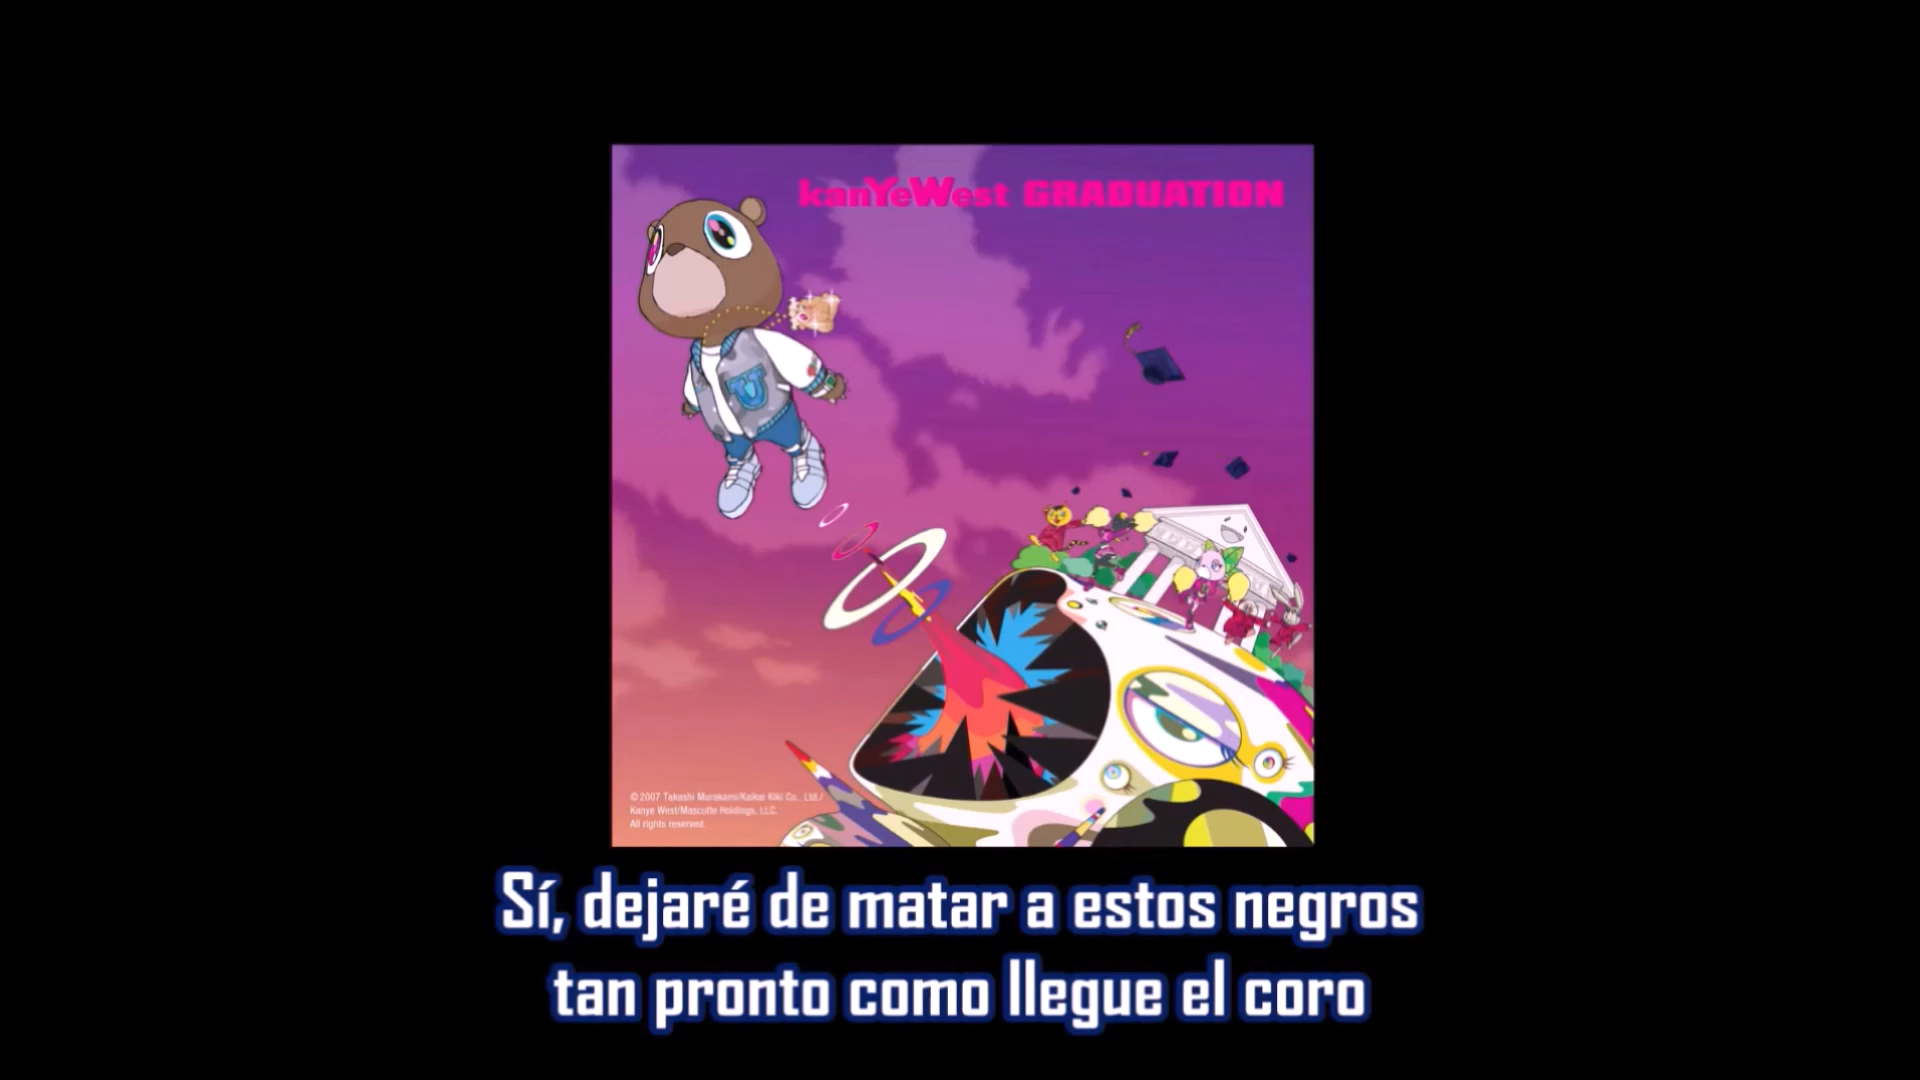 kanYeWest GRADUATION
© 2007 Takashi Murakami/Kaikai Kiki Co., Ltd./
Kanye West/Mascotte Holdings, LLC.
All rights reserved.
Sí, dejaré de matar a estos negros
tan pronto como llegue el coro